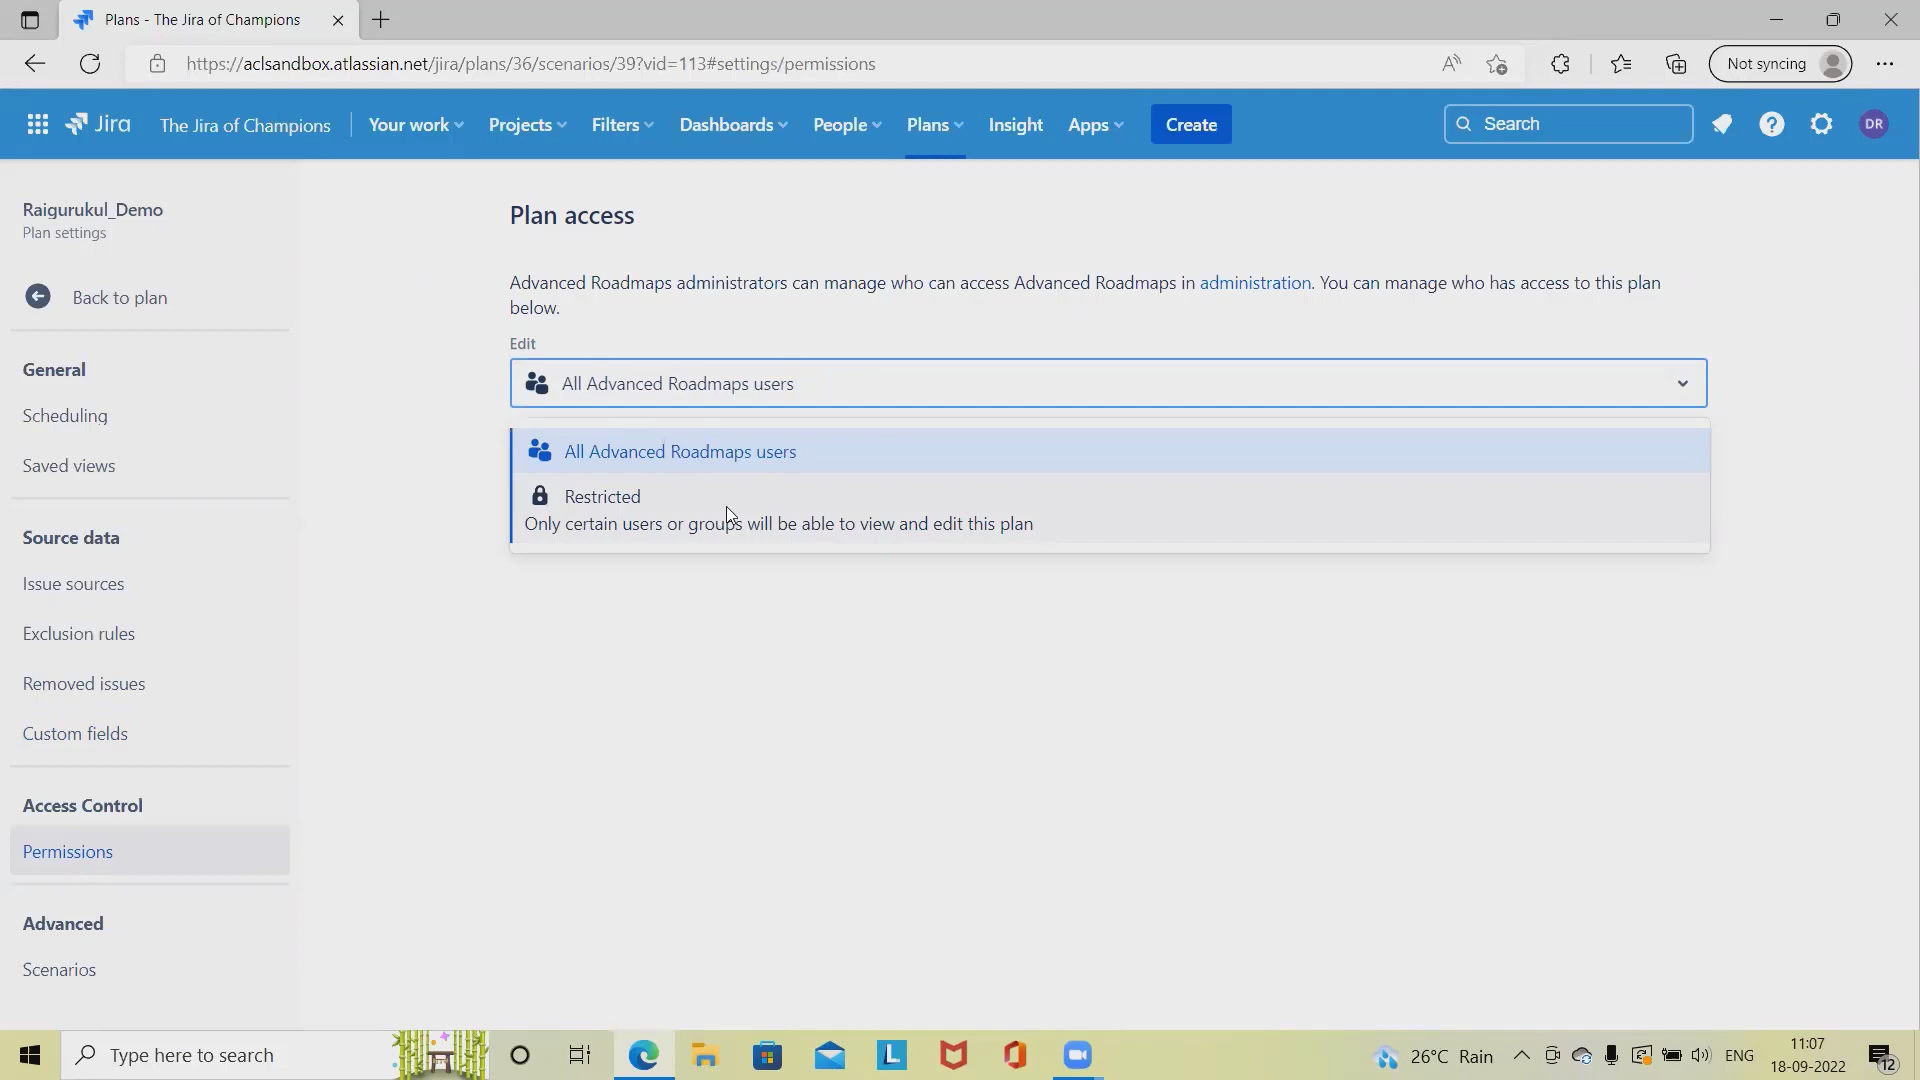 Plans - The Jira of Champions
https://aclsandbox.atlassian.net/jira/plans/36/scenarios/39?vid=113#settings/permissions
Not syncing
Jira
The Jira of Champions
Your work
Projects
Filters
Dashboards
People
Plans
Insight
Apps
Create
Search
DR
Raigurukul_Demo
Plan settings
Back to plan
General
Scheduling
Saved views
Source data
Issue sources
Exclusion rules
Removed issues
Custom fields
Access Control
Permissions
Advanced
Scenarios
Plan access
Advanced Roadmaps administrators can manage who can access Advanced Roadmaps in administration. You can manage who has access to this plan
below.
Edit
All Advanced Roadmaps users
All Advanced Roadmaps users
Restricted
Only certain users or groups will be able to view and edit this plan
Type here to search
L
26°C Rain
ENG
11:07
18-09-2022
12